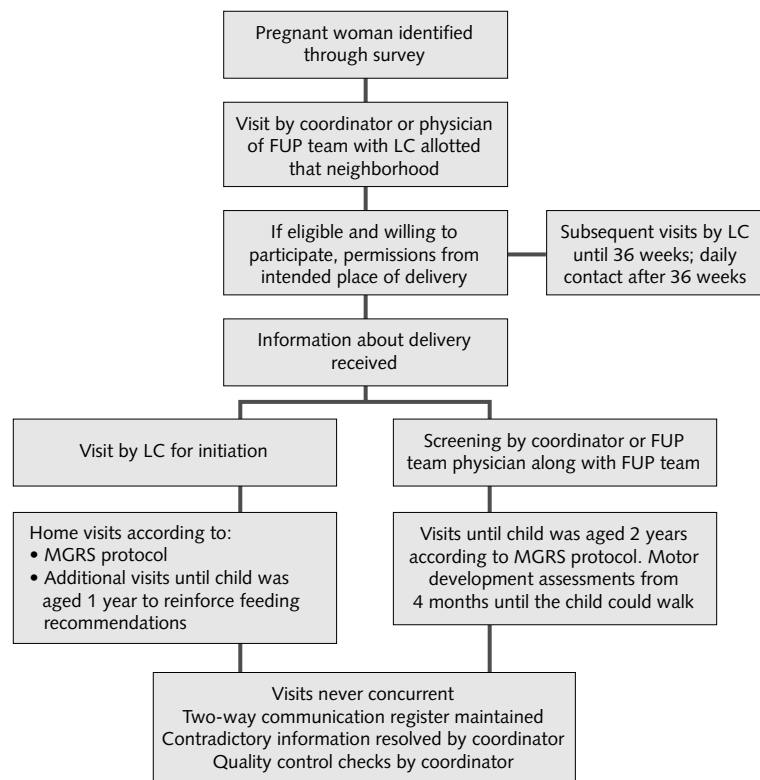 Pregnant woman identified
through survey
Visit by coordinator or physician
of FUP team with LC allotted
that neighborhood
If eligible and willing to
participate, permissions from
intended place of delivery
Subsequent visits by LC
until 36 weeks; daily
contact after 36 weeks
Information about delivery
received
Visit by LC for initiation
Screening by coordinator or FUP
team physician along with FUP team
Home visits according to:
• MGRS protocol
• Additional visits until child was
aged 1 year to reinforce feeding
recommendations
Visits until child was aged 2 years
according to MGRS protocol. Motor
development assessments from
4 months until the child could walk
Visits never concurrent
Two-way communication register maintained
Contradictory information resolved by coordinator
Quality control checks by coordinator